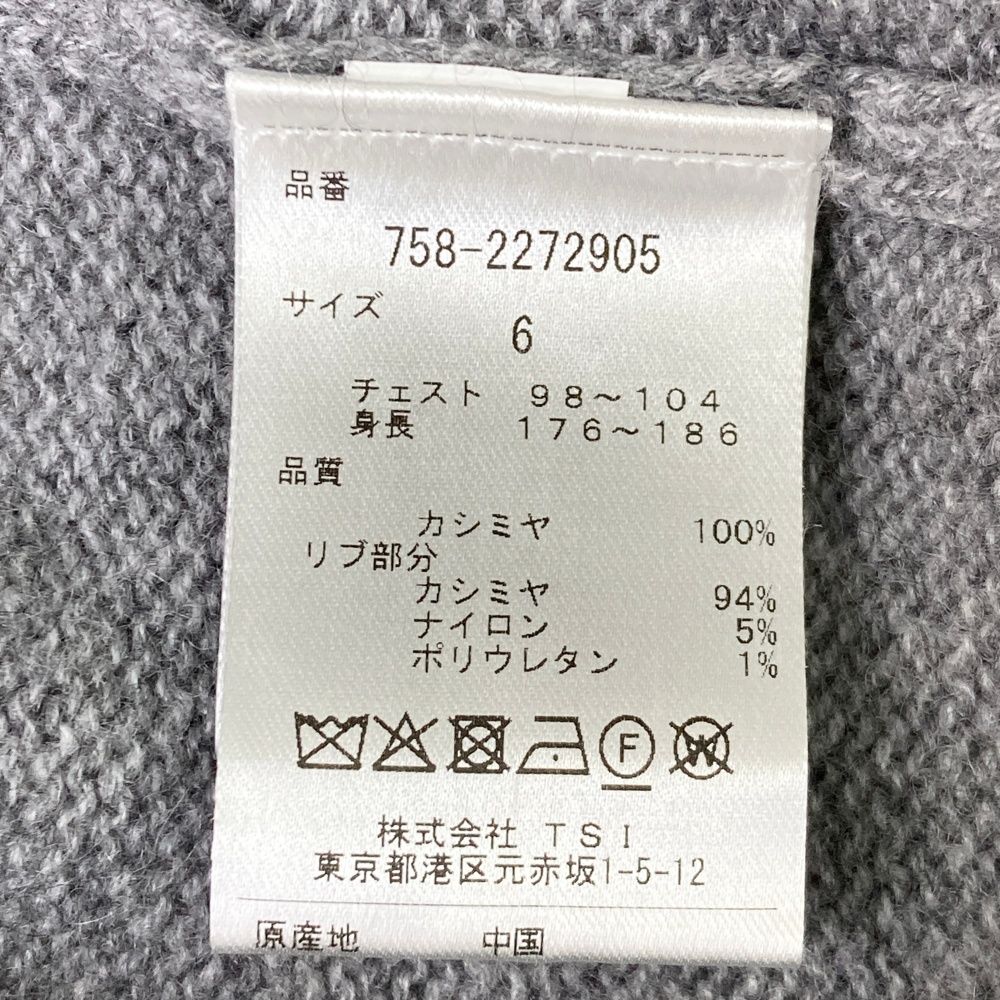 品番
758-2272905
サイズ
6
チェスト 98～104
身長 176～186
品質
カシミヤ 100%
リブ部分
カシミヤ 94%
ナイロン 5%
ポリウレタン 1%
F W
株式会社 TSI
東京都港区元赤坂1-5-12
原産地 中国